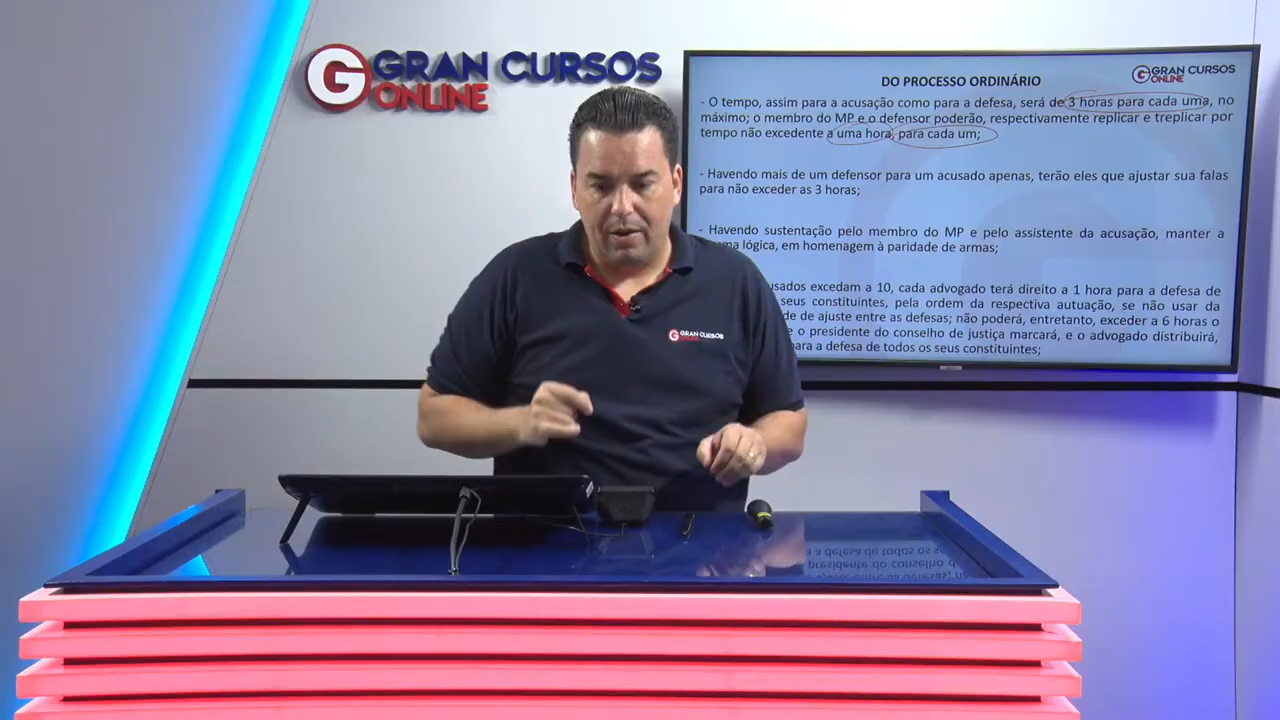 GRAN CURSOS
ONLINE
DO PROCESSO ORDINÁRIO
GRAN CURSOS
ONLINE
- O tempo, assim para a acusação como para a defesa, será de 3 horas para cada uma, no
máximo; o membro do MP e o defensor poderão, respectivamente replicar e treplicar por
tempo não excedente a uma hora, para cada um;
- Havendo mais de um defensor para um acusado apenas, terão eles que ajustar sua falas
para não exceder as 3 horas;
- Havendo sustentação pelo membro do MP e pelo assistente da acusação, manter a
lógica, em homenagem à paridade de armas;
excedam a 10, cada advogado terá direito a 1 hora para a defesa de
seus constituintes, pela ordem da respectiva autuação, se não usar da
de ajuste entre as defesas; não poderá, entretanto, exceder a 6 horas o
e o presidente do conselho de justiça marcará, e o advogado distribuirá,
para a defesa de todos os seus constituintes;
GRAN CURSOS
ONLINE